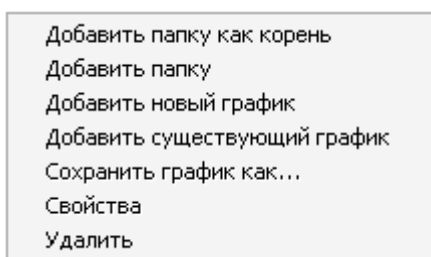 Добавить папку как корень
Добавить папку
Добавить новый график
Добавить существующий график
Сохранить график как...
Свойства
Удалить